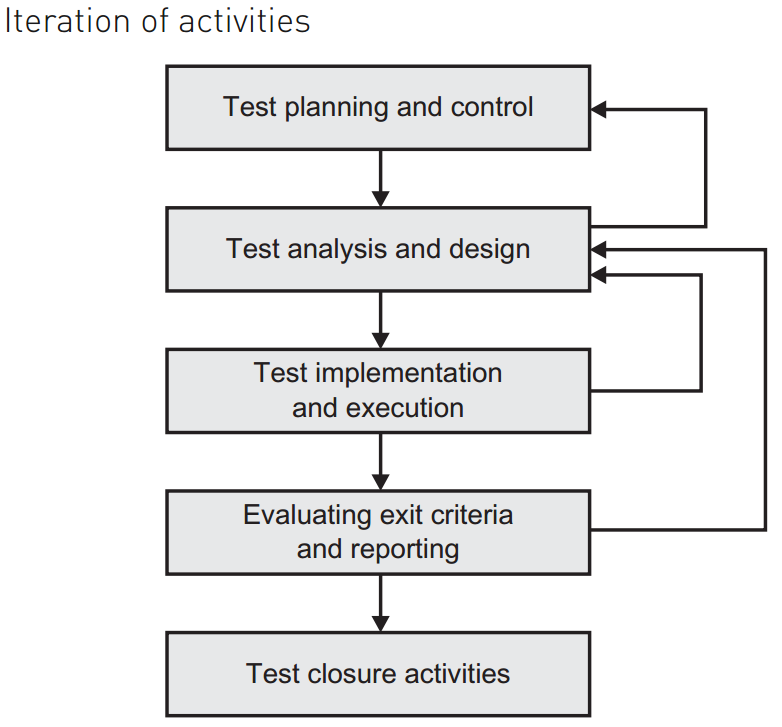 Iteration of activities
Test planning and control
Test analysis and design
Test implementation
and execution
Evaluating exit criteria
and reporting
Test closure activities